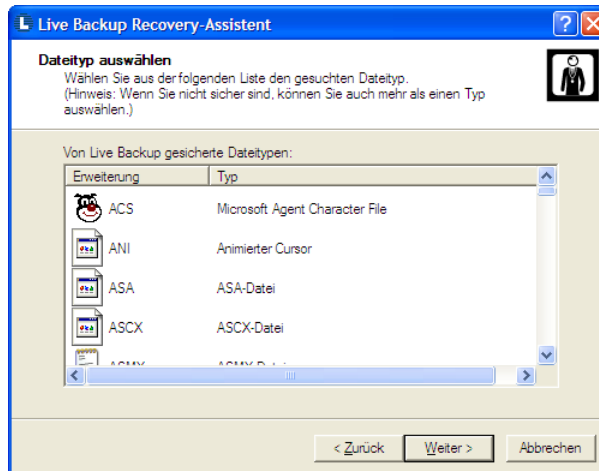 Live Backup Recovery-Assistent
Dateityp auswählen
Wählen Sie aus der folgenden Liste den gesuchten Dateityp.
(Hinweis: Wenn Sie nicht sicher sind, können Sie auch mehr als einen Typ
auswählen.)
Von Live Backup gesicherte Dateitypen:
Erweiterung Typ
ACS Microsoft Agent Character File
ANI Animierter Cursor
ASA ASA-Datei
ASCX ASCX-Datei
< Zurück Weiter > Abbrechen